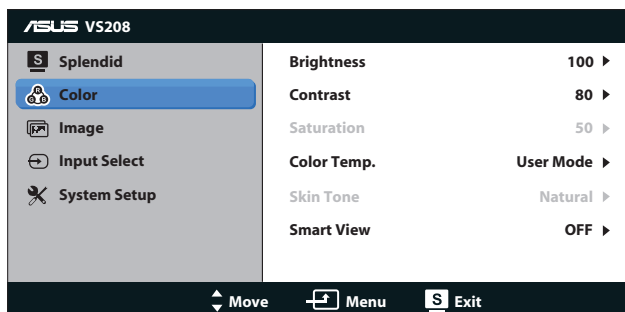 ASUS VS208
S Splendid
Color
Image
Input Select
System Setup
Brightness 100
Contrast 80
Saturation 50
Color Temp. User Mode
Skin Tone Natural
Smart View OFF
Move Menu S Exit